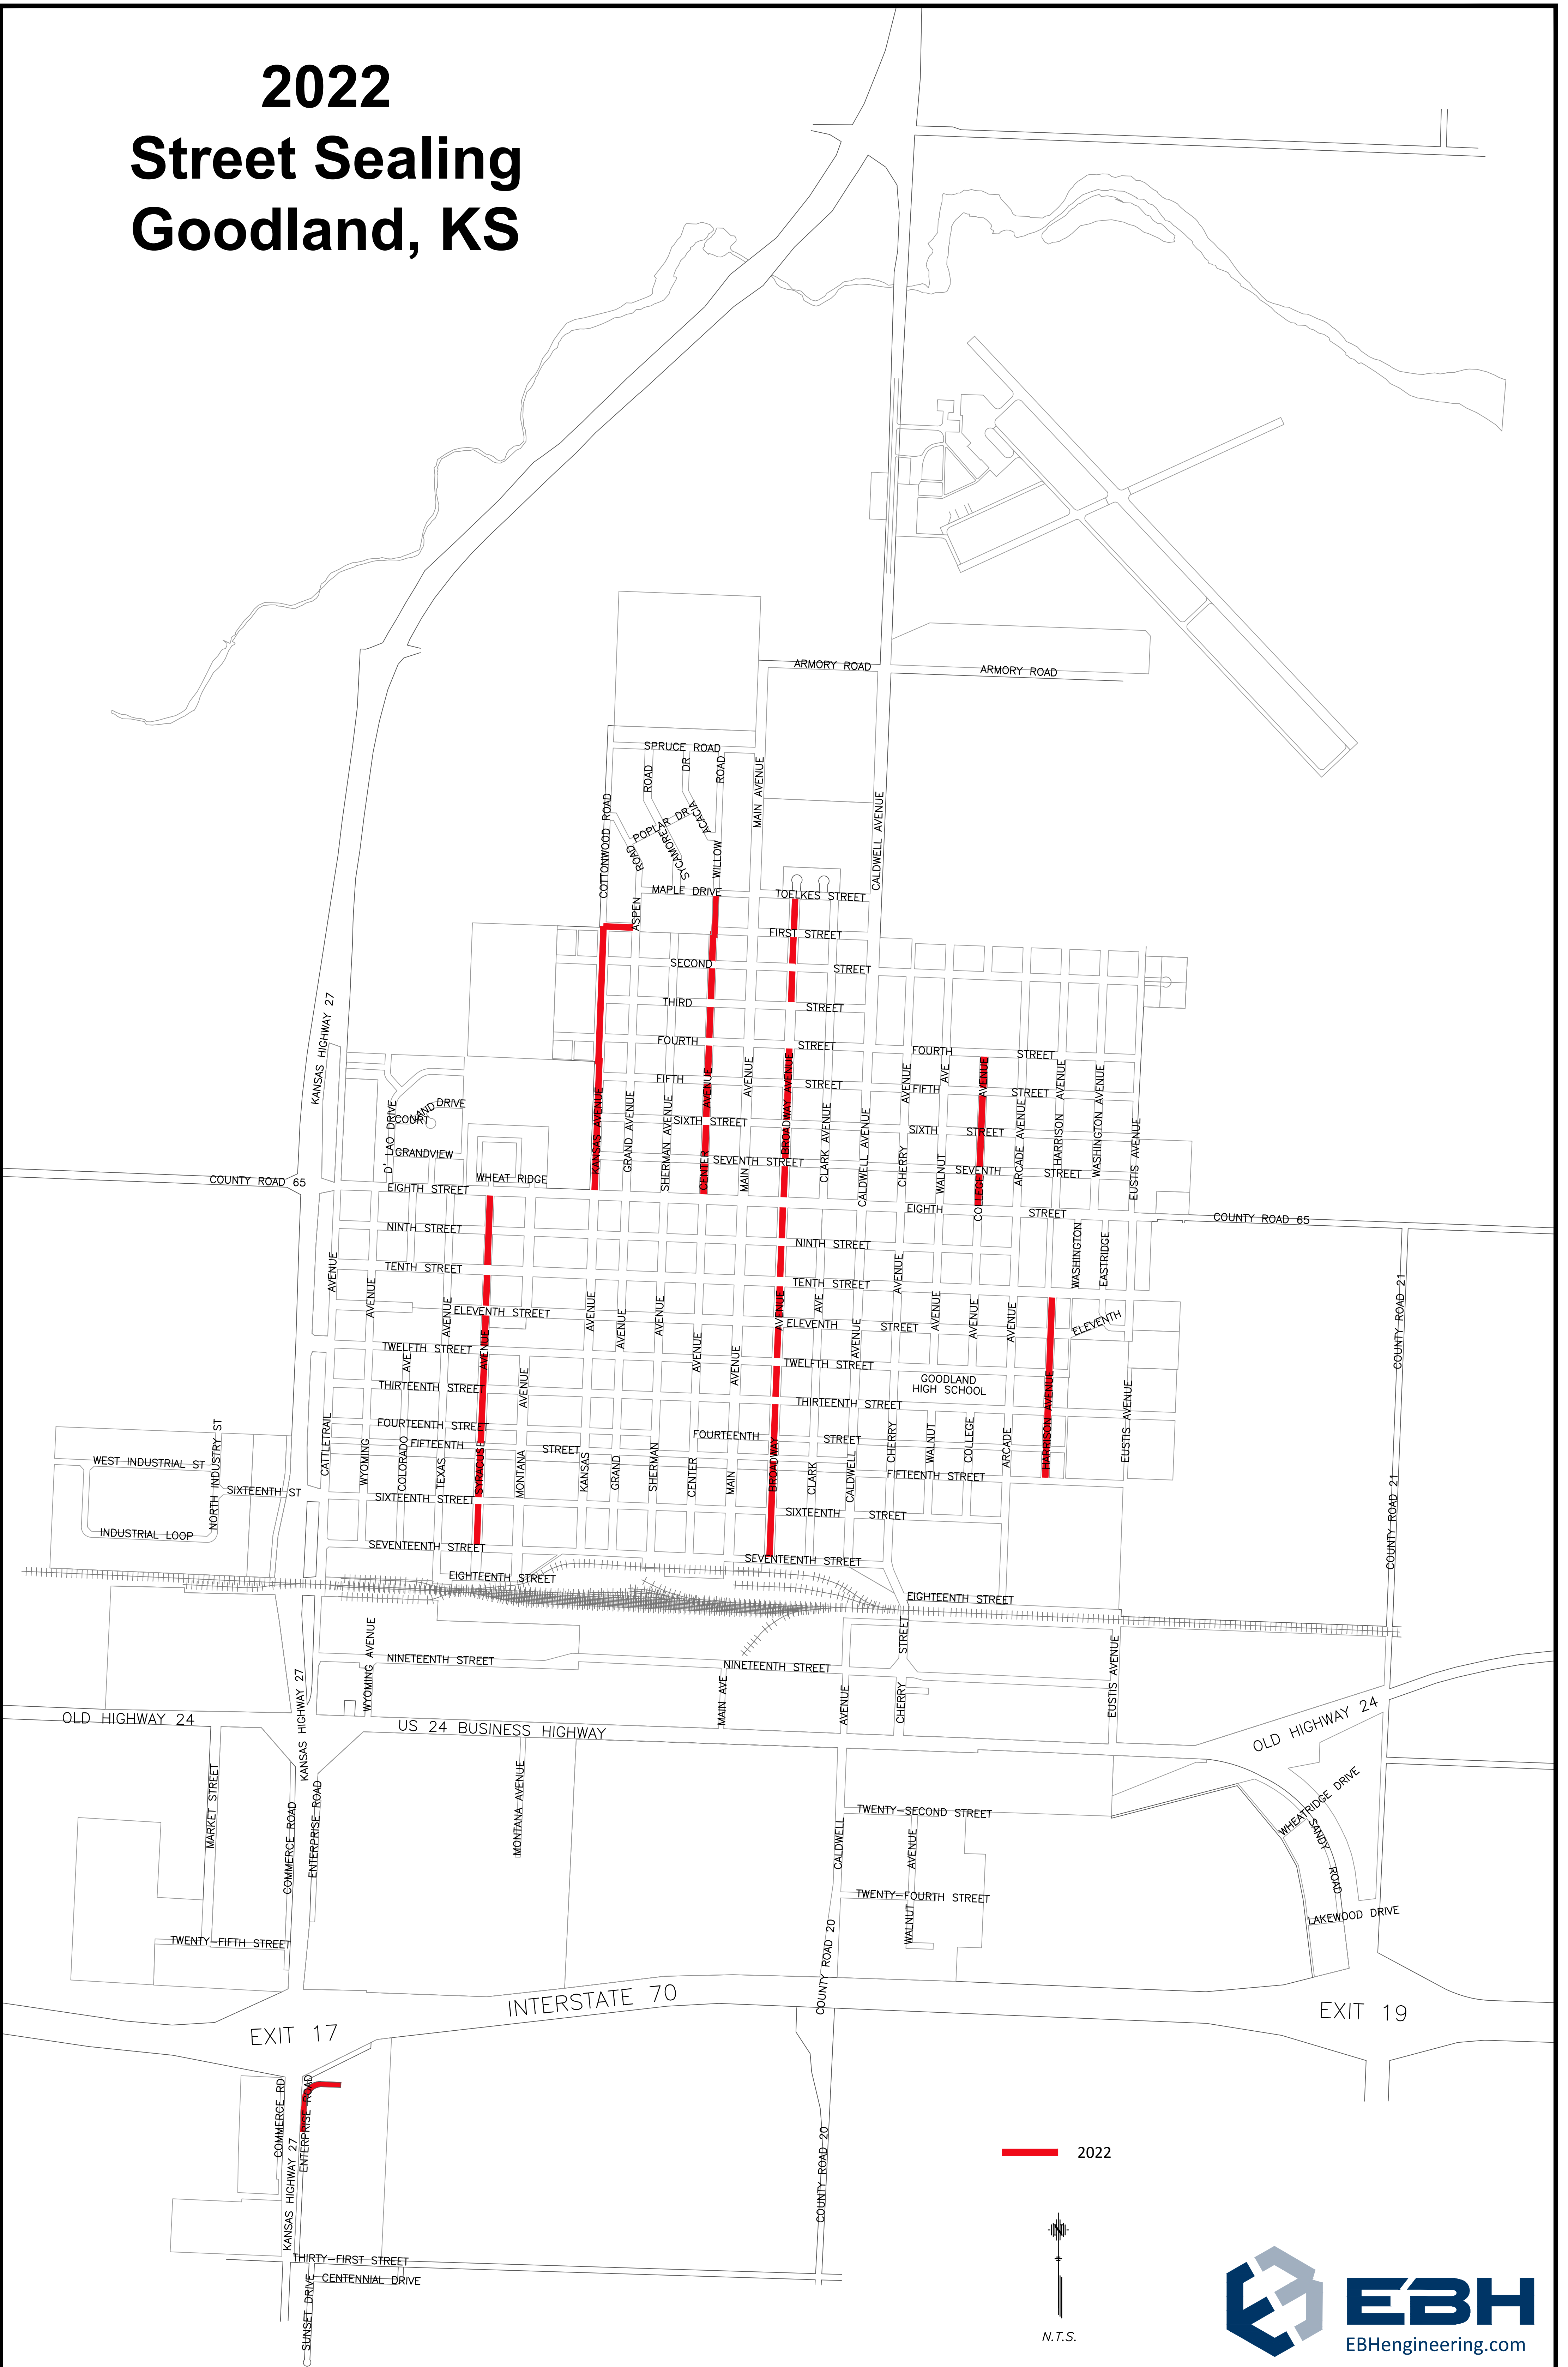 2022
Street Sealing
Goodland, KS
ARMORY ROAD
ARMORY ROAD
SPRUCE ROAD
ROAD
DR
ROAD
MAIN AVENUE
COTTONWOOD ROAD
POPLAR DR
ACACIA
SYCAMORE
ROAD
WILLOW
CALDWELL AVENUE
MAPLE DRIVE
TOELKES STREET
ASPEN
FIRST STREET
SECOND
STREET
THIRD
STREET
KANSAS HIGHWAY 27
FOURTH
STREET
FOURTH
STREET
FIFTH
STREET
FIFTH
STREET
SIXTH STREET
SIXTH
STREET
SEVENTH STREET
SEVENTH
STREET
AVENUE
AVENUE
AVENUE
AVE
AVENUE
AVENUE
WASHINGTON AVENUE
D' LAO DRIVE
LAND DRIVE
COURT
GRANDVIEW
WHEAT RIDGE
KANSAS AVENUE
GRAND AVENUE
SHERMAN AVENUE
CENTER
MAIN
BROADWAY AVENUE
CLARK AVENUE
CALDWELL AVENUE
CHERRY
WALNUT
COLLEGE
ARCADE AVENUE
HARRISON
EUSTIS AVENUE
COUNTY ROAD 65
EIGHTH STREET
EIGHTH
STREET
COUNTY ROAD 65
NINTH STREET
NINTH STREET
WASHINGTON
EASTRIDGE
TENTH STREET
TENTH STREET
AVENUE
AVENUE
AVENUE
AVENUE
AVENUE
AVENUE
AVENUE
AVENUE
AVENUE
AVENUE
AVENUE
AVE
AVENUE
AVENUE
AVENUE
AVENUE
AVENUE
ELEVENTH STREET
ELEVENTH
STREET
ELEVENTH
COUNTY ROAD 21
TWELFTH STREET
TWELFTH STREET
AVE
AVENUE
GOODLAND
HIGH SCHOOL
THIRTEENTH STREET
THIRTEENTH STREET
FOURTEENTH STREET
FOURTEENTH
STREET
FIFTEENTH
STREET
FIFTEENTH STREET
CATTLETRAIL
WYOMING
COLORADO
TEXAS
SYRACUSE
MONTANA
KANSAS
GRAND
SHERMAN
CENTER
MAIN
BROADWAY
CLARK
CALDWELL
CHERRY
WALNUT
COLLEGE
ARCADE
HARRISON AVENUE
EUSTIS AVENUE
WEST INDUSTRIAL ST
NORTH INDUSTRY ST
SIXTEENTH ST
INDUSTRIAL LOOP
SIXTEENTH STREET
SIXTEENTH
STREET
COUNTY ROAD 21
SEVENTEENTH STREET
SEVENTEENTH STREET
EIGHTEENTH STREET
EIGHTEENTH STREET
WYOMING AVENUE
NINETEENTH STREET
NINETEENTH STREET
STREET
EUSTIS AVENUE
KANSAS HIGHWAY 27
MAIN AVE
AVENUE
CHERRY
OLD HIGHWAY 24
US 24 BUSINESS HIGHWAY
OLD HIGHWAY 24
MARKET STREET
COMMERCE ROAD
ENTERPRISE ROAD
MONTANA AVENUE
CALDWELL
TWENTY-SECOND STREET
AVENUE
WHEATRIDGE DRIVE
SANDY
ROAD
TWENTY-FOURTH STREET
WALNUT
LAKEWOOD DRIVE
TWENTY-FIFTH STREET
COUNTY ROAD 20
INTERSTATE 70
EXIT 17
EXIT 19
COMMERCE RD
ENTERPRISE ROAD
KANSAS HIGHWAY 27
COUNTY ROAD 20
2022
THIRTY-FIRST STREET
CENTENNIAL DRIVE
SUNSET DRIVE
N
N.T.S.
EBH
EBHengineering.com